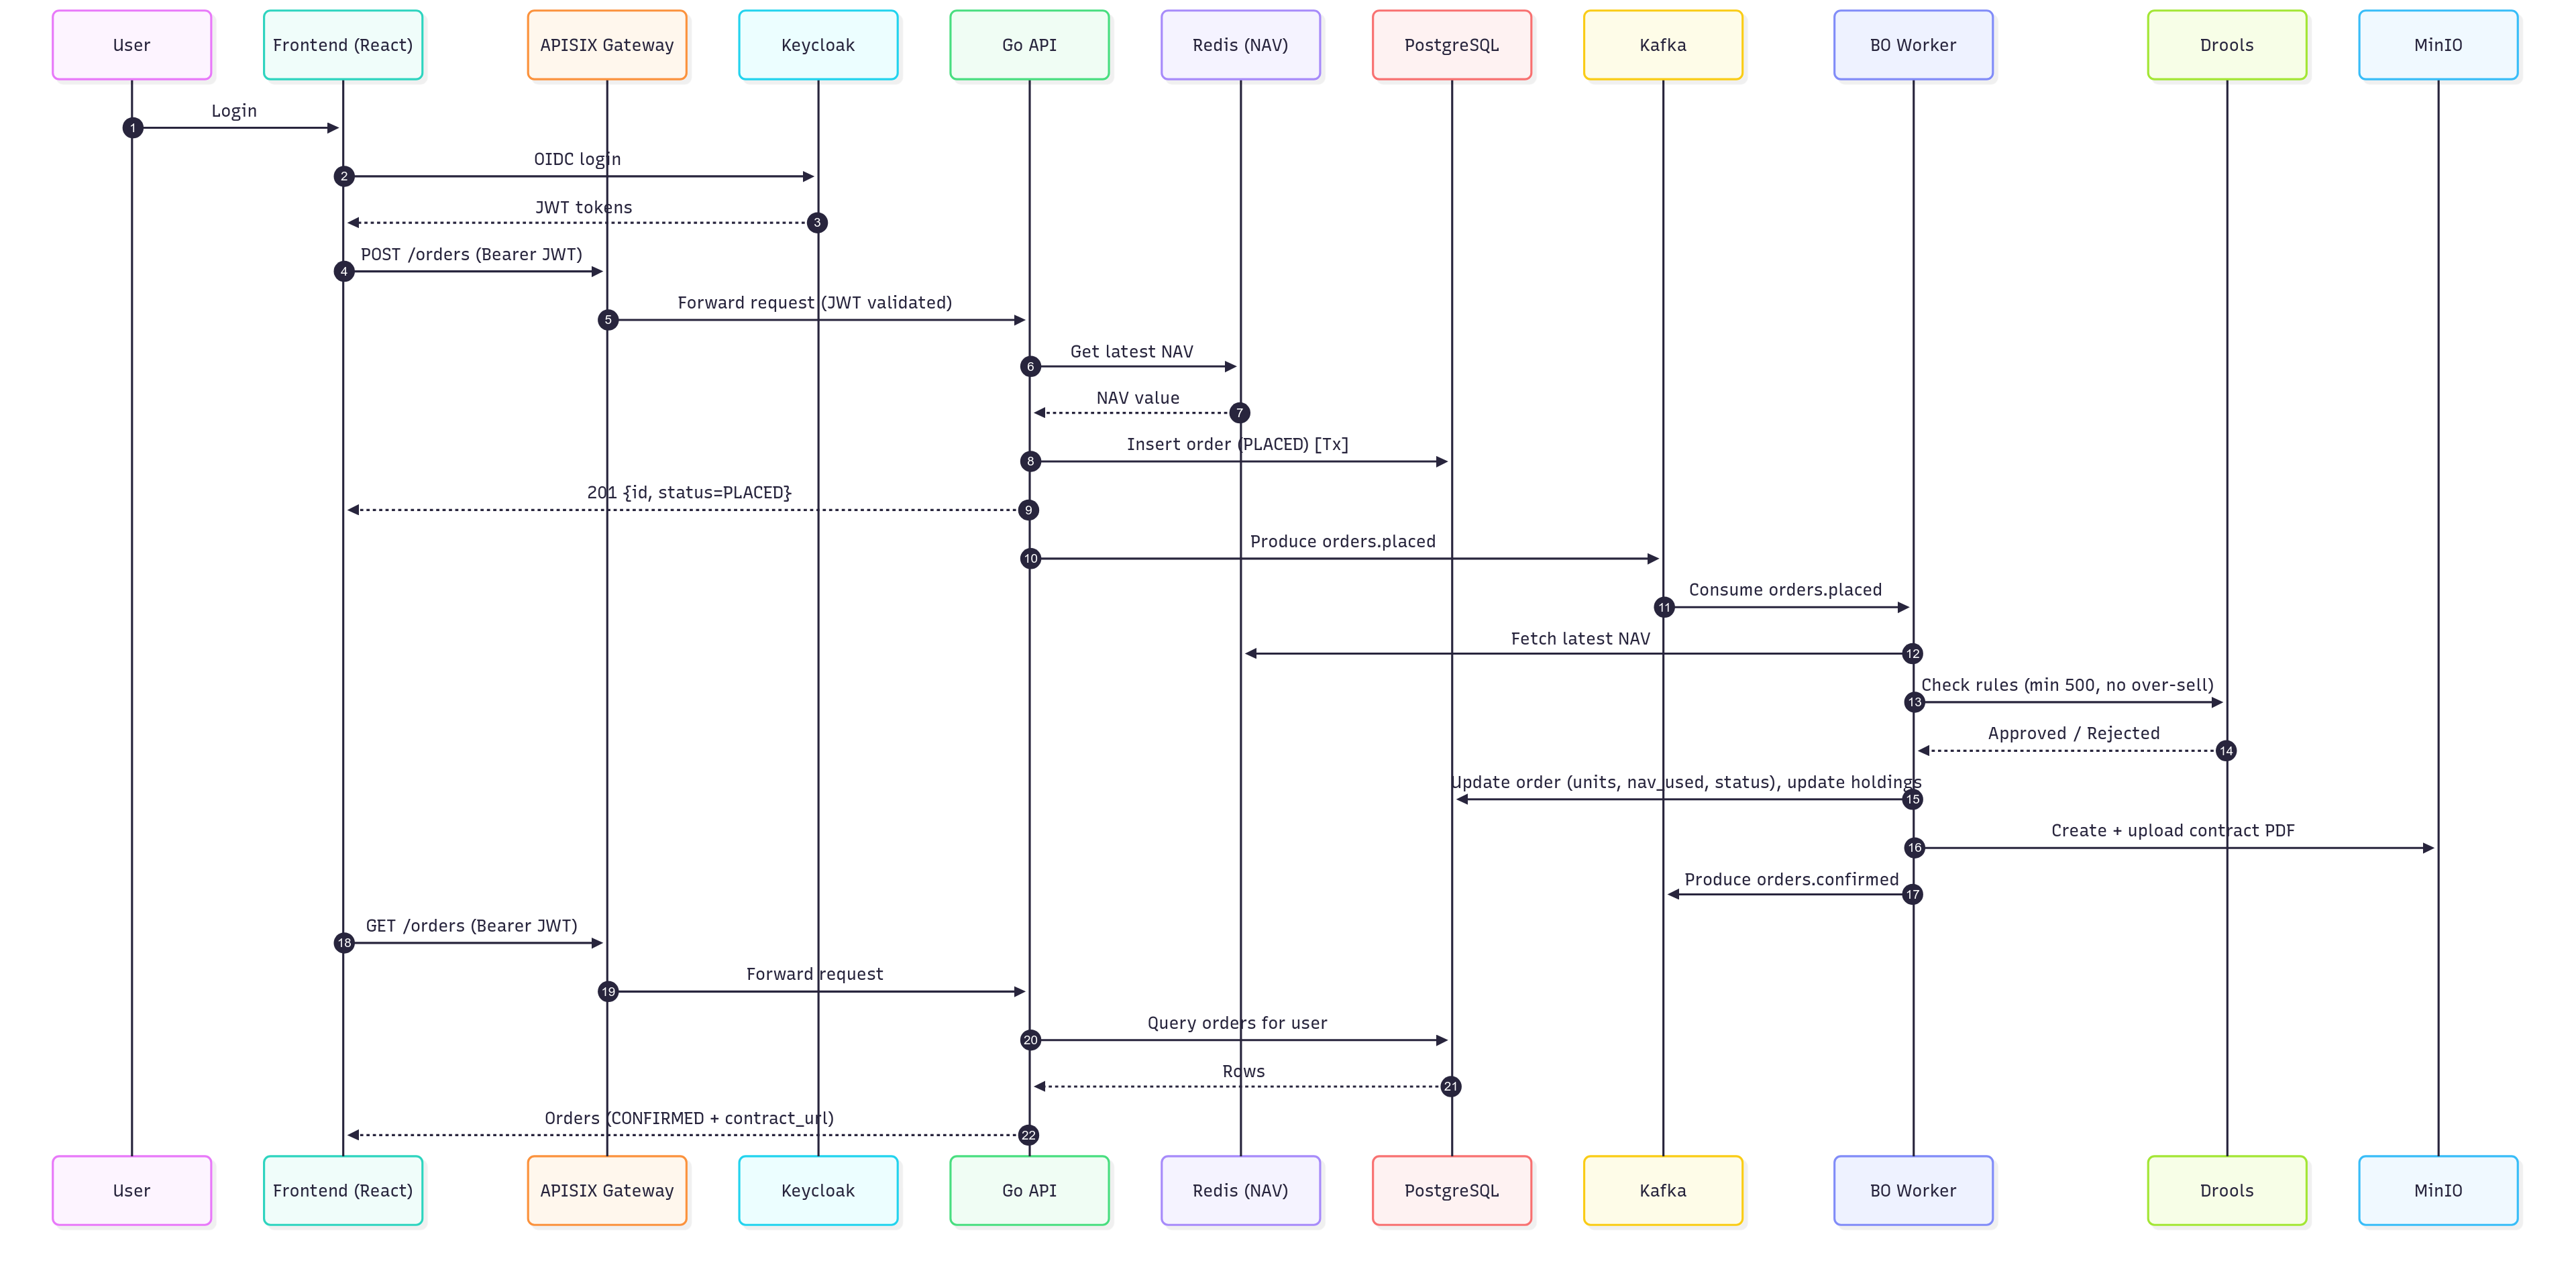 User
Frontend (React)
APISIX Gateway
Keycloak
Go API
Redis (NAV)
PostgreSQL
Kafka
BO Worker
Drools
MinIO
Login
1
OIDC login
2
JWT tokens
3
POST /orders (Bearer JWT)
4
Forward request (JWT validated)
5
Get latest NAV
6
NAV value
7
Insert order (PLACED) [Tx]
8
201 {id, status=PLACED}
9
Produce orders.placed
10
Consume orders.placed
11
Fetch latest NAV
12
Check rules (min 500, no over-sell)
13
Approved / Rejected
14
Update order (units, nav_used, status), update holdings
15
Create + upload contract PDF
16
Produce orders.confirmed
17
GET /orders (Bearer JWT)
18
Forward request
19
Query orders for user
20
Rows
21
Orders (CONFIRMED + contract_url)
22
User
Frontend (React)
APISIX Gateway
Keycloak
Go API
Redis (NAV)
PostgreSQL
Kafka
BO Worker
Drools
MinIO